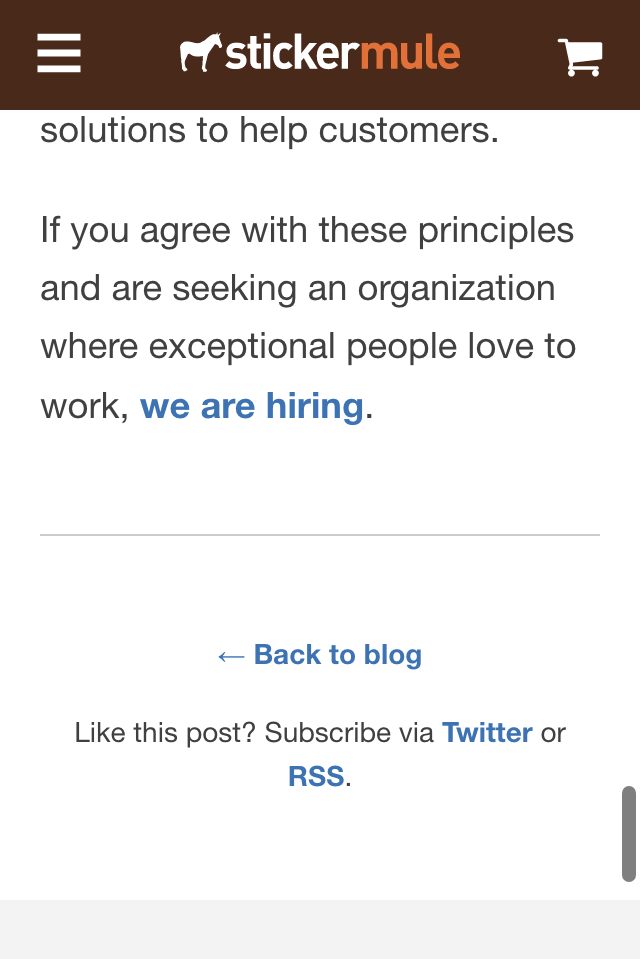 stickermule
solutions to help customers.
If you agree with these principles
and are seeking an organization
where exceptional people love to
work, we are hiring.
← Back to blog
Like this post? Subscribe via Twitter or
RSS.